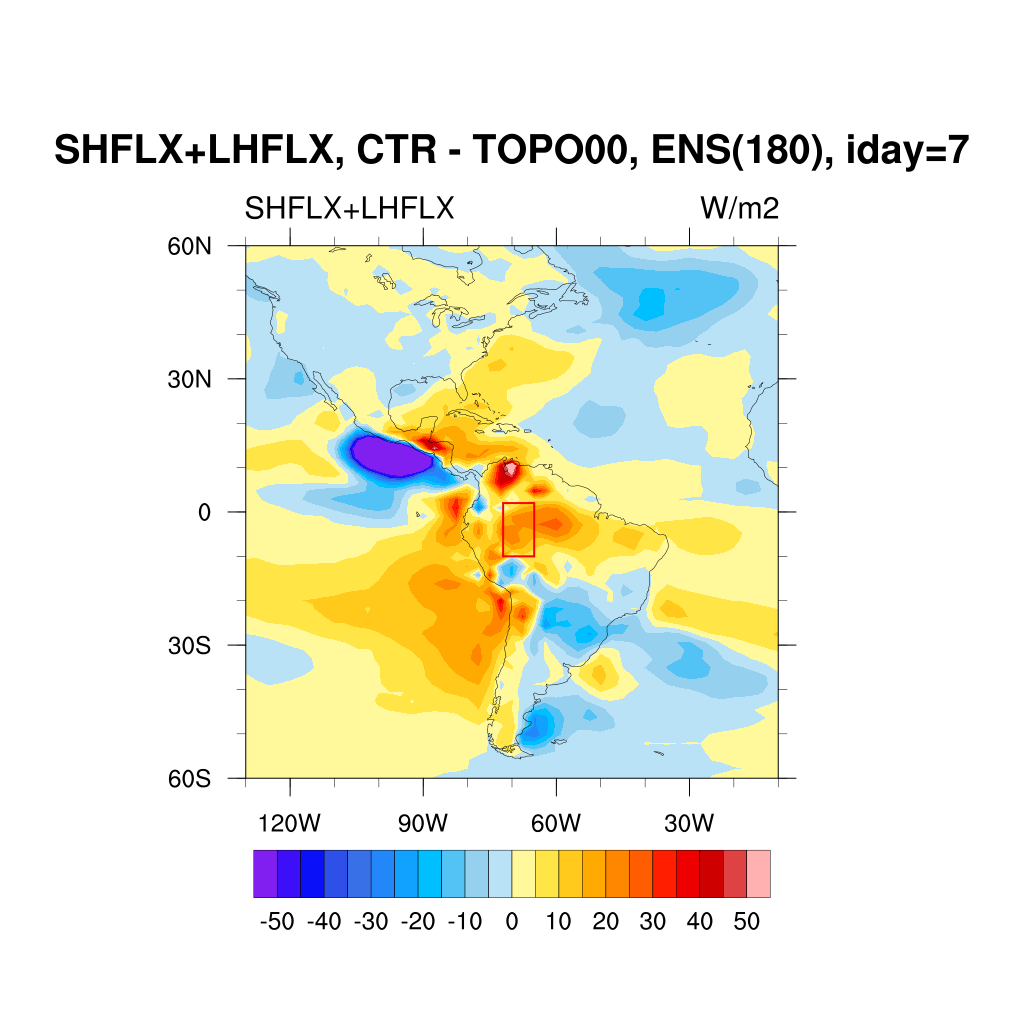 SHFLX+LHFLX, CTR - TOPO00, ENS(180), iday=7
SHFLX+LHFLX W/m2
60N
30N
0
30S
60S
120W 90W 60W 30W
-50 -40 -30 -20 -10 0 10 20 30 40 50